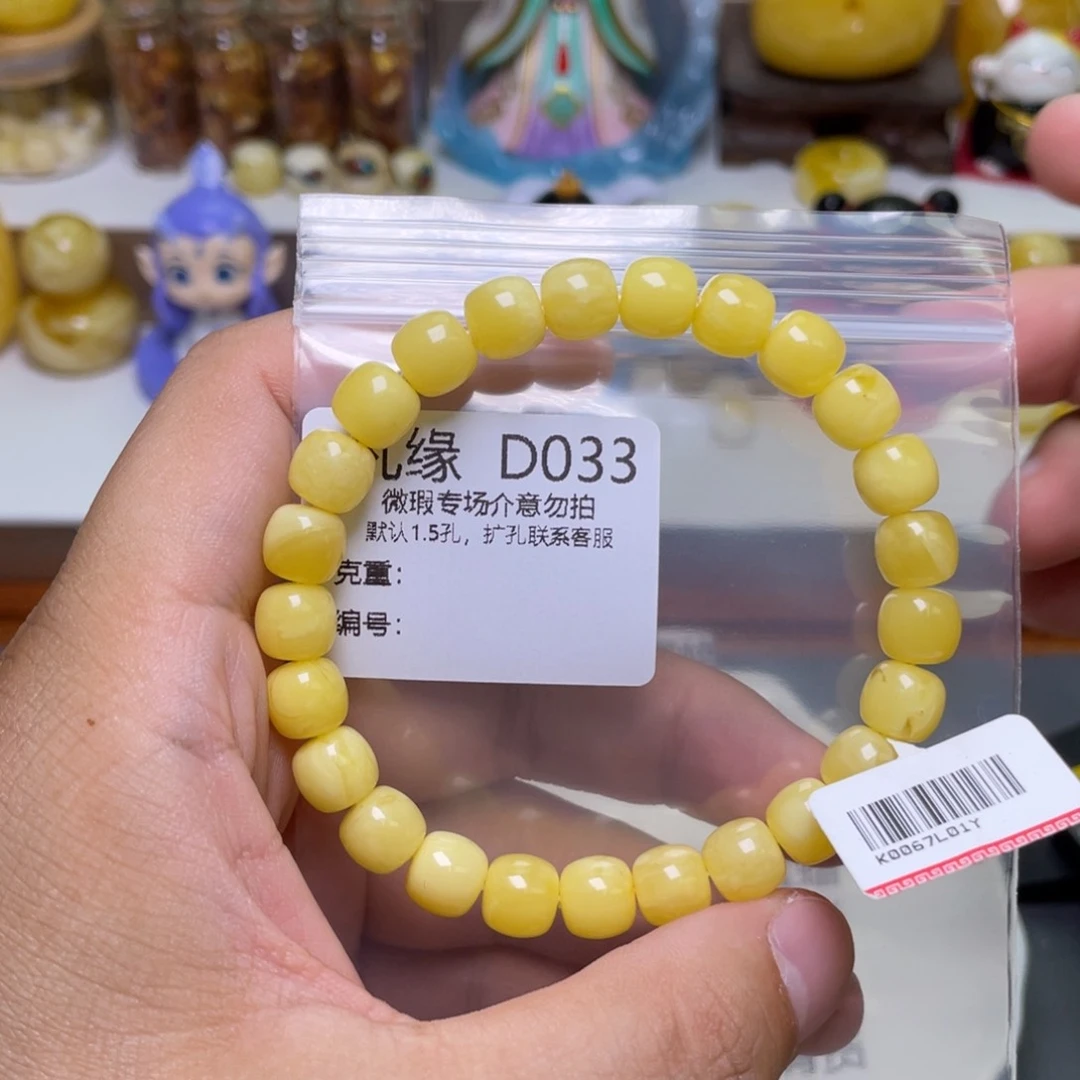 缘 D033
微瑕专场介意勿拍
默认1.5孔，扩孔联系客服
克重：
编号：
K0067L01Y